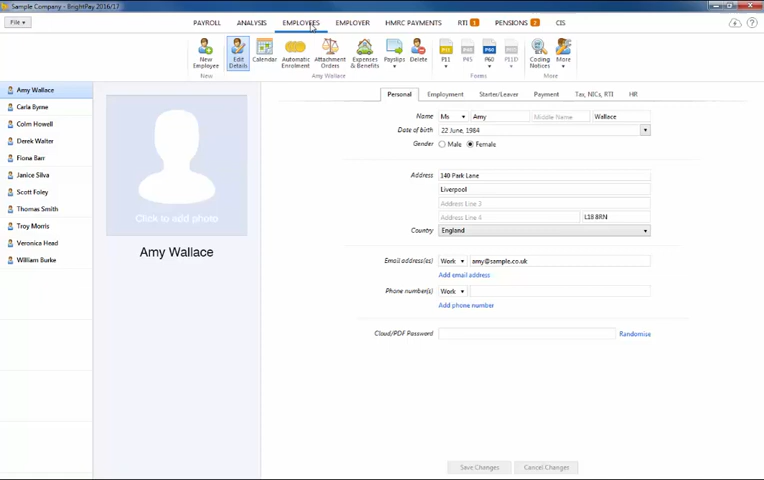 Sample Company - BrightPay 2016/17
File PAYROLL ANALYSIS EMPLOYEES EMPLOYER HMRC PAYMENTS RTI 1 PENSIONS 2 CIS
New Employee
Edit Details
Calendar
Automatic Enrolment
Attachment Orders
Expenses & Benefits
Payslips
Delete
P11
P45
P60
P11D
Coding Notices
More
New Amy Wallace Forms More
Amy Wallace
Carla Byrne
Colm Howell
Derek Walter
Fiona Barr
Janice Silva
Scott Foley
Thomas Smith
Troy Morris
Veronica Head
William Burke
Click to add photo
Amy Wallace
Personal Employment Starter/Leaver Payment Tax, NICs, RTI HR
Name Ms Amy Middle Name Wallace
Date of birth 22 June, 1984
Gender Male Female
Address 140 Park Lane
Liverpool
Address Line 3
Address Line 4 L18 8RN
Country England
Email address(es) Work amy@sample.co.uk
Add email address
Phone number(s) Work
Add phone number
Cloud/PDF Password Randomise
Save Changes Cancel Changes